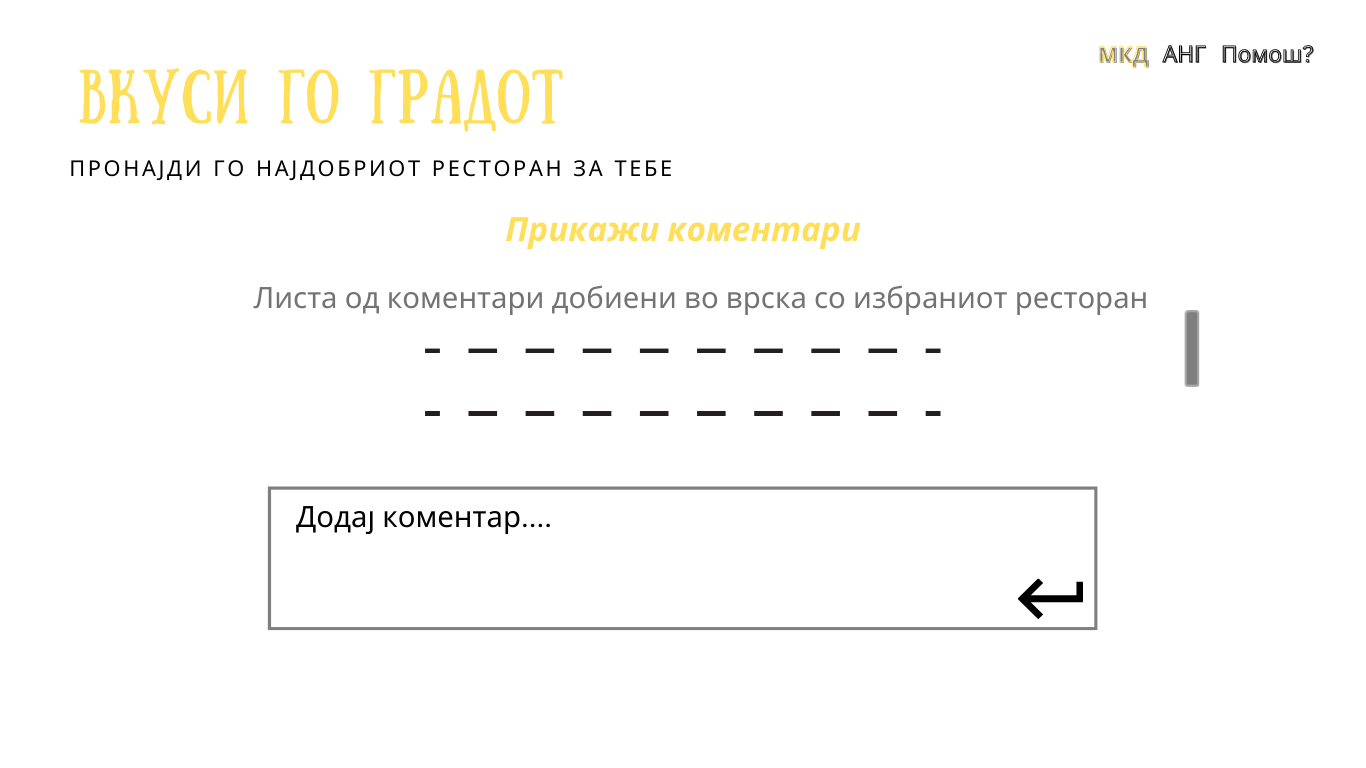 МКД АНГ Помош?
ВКУСИ ГО ГРАДОТ
ПРОНАЈДИ ГО НАЈДОБРИОТ РЕСТОРАН ЗА ТЕБЕ
Прикажи коментари
Листа од коментари добиени во врска со избраниот ресторан
Додај коментар....